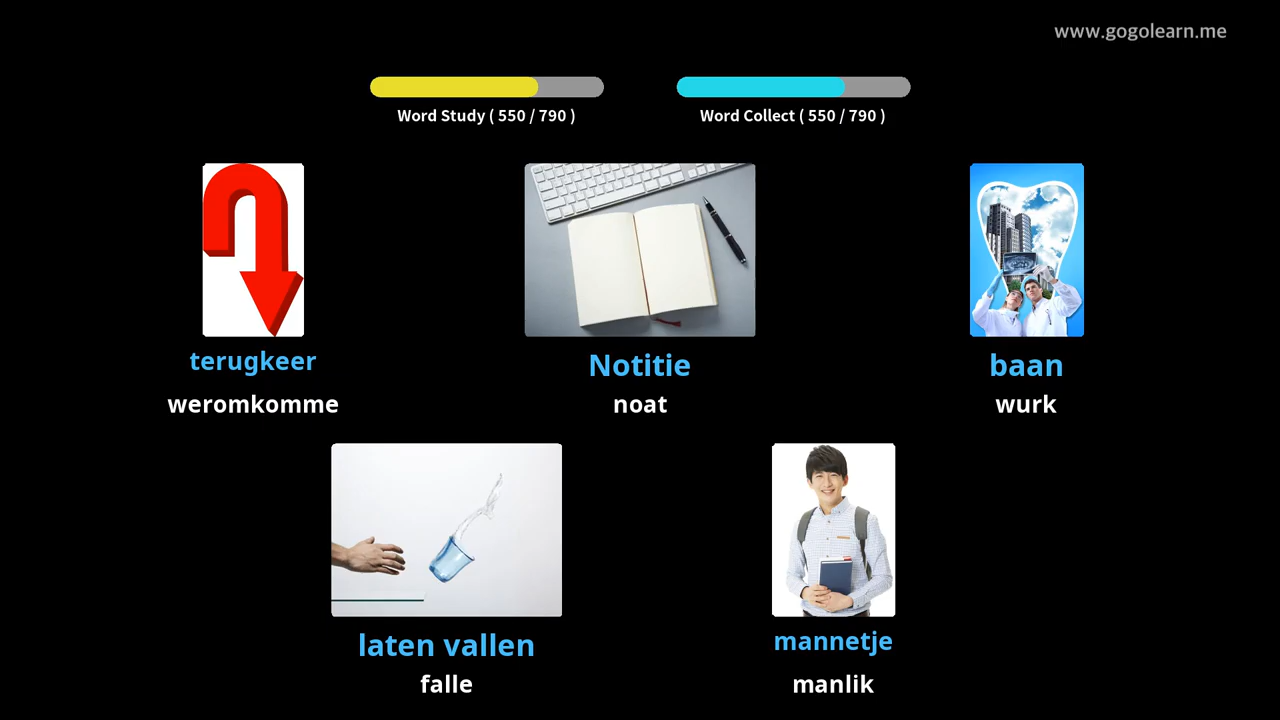 www.gogolearn.me
Word Study ( 550 / 790 )
Word Collect ( 550 / 790 )
terugkeer
weromkomme
Notitie
noat
baan
wurk
laten vallen
falle
mannetje
manlik